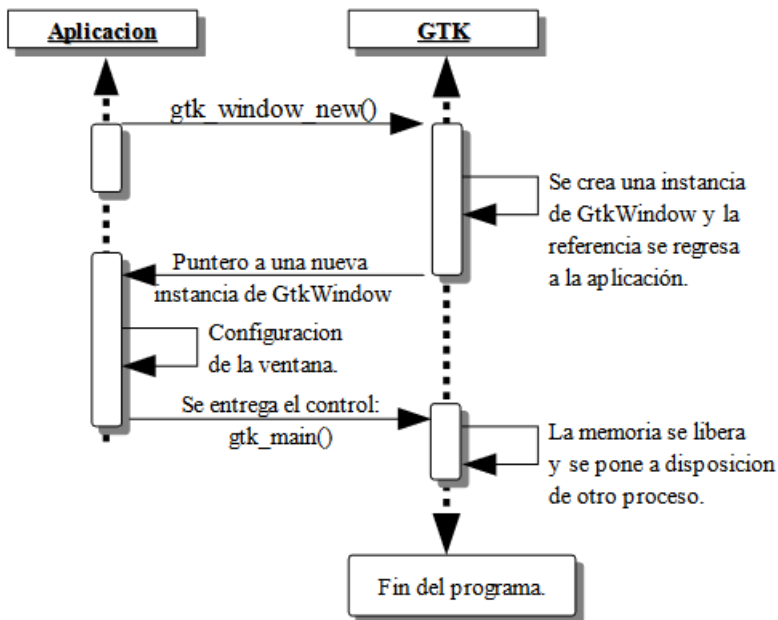 Aplicacion
GTK
gtk_window_new()
Se crea una instancia
de GtkWindow y la
referencia se regresa
a la aplicación.
Puntero a una nueva
instancia de GtkWindow
Configuracion
de la ventana.
Se entrega el control:
gtk_main()
La memoria se libera
y se pone a disposicion
de otro proceso.
Fin del programa.